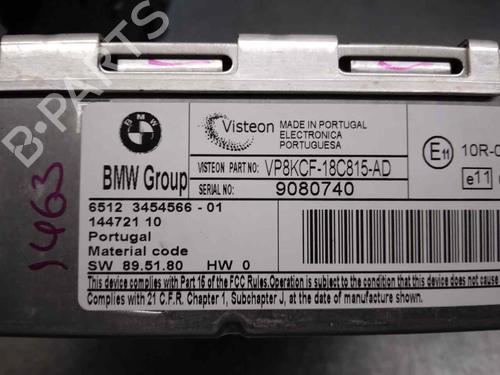 BMW
Visteon
MADE IN PORTUGAL
ELECTRONICA
PORTUGUESA
VISTEON PART NO: VP8KCF-18C815-AD
E11 10R-0
BMW Group
SERIAL NO: 9080740
e11
6512 3454566 - 01
144721 10
Portugal
Material code
SW 89.51.80 HW 0
This device complies with Part 15 of the FCC Rules. Operation is subject to the condition that this device does not cause
Complies with 21 C.F.R. Chapter 1, Subchapter J, at the date of manufacture shown.
1463
B-PARTS